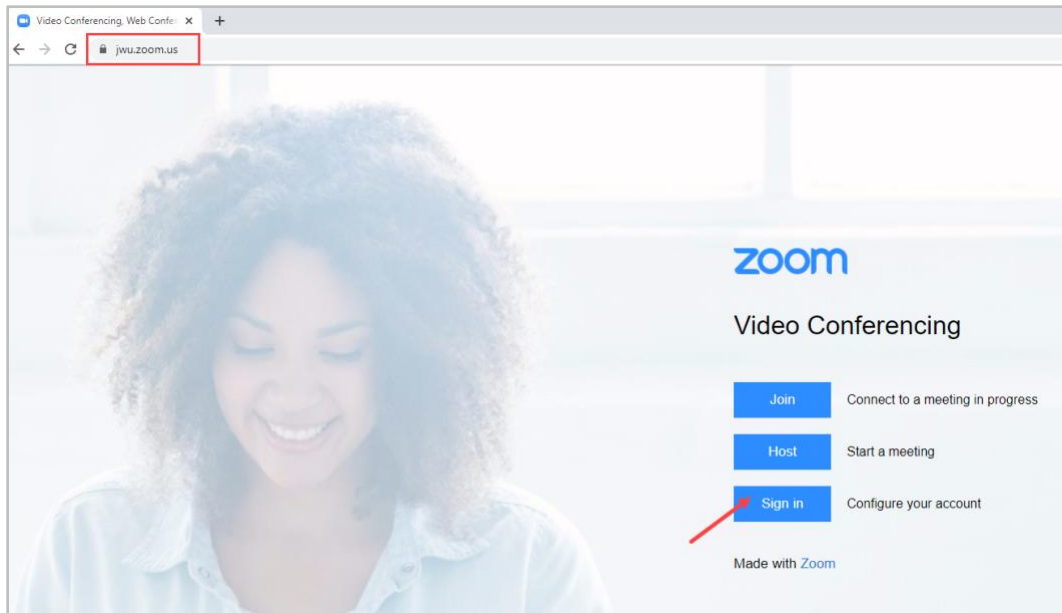 Video Conferencing, Web Confe
jwu.zoom.us
zoom
Video Conferencing
Join Connect to a meeting in progress
Host Start a meeting
Sign in Configure your account
Made with Zoom